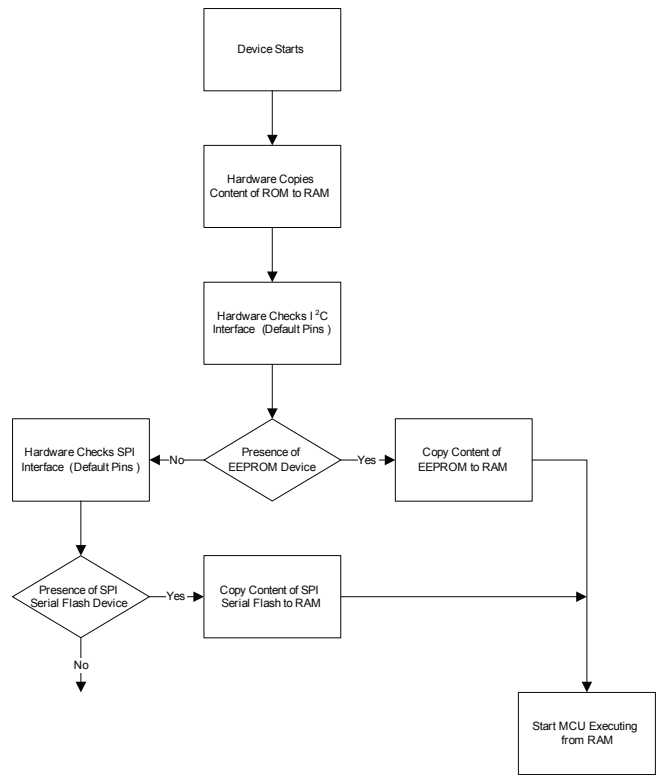 Device Starts
Hardware Copies
Content of ROM to RAM
Hardware Checks I²C
Interface (Default Pins )
Presence of
EEPROM Device
No
Yes
Hardware Checks SPI
Interface (Default Pins )
Copy Content of
EEPROM to RAM
Presence of SPI
Serial Flash Device
Yes
Copy Content of SPI
Serial Flash to RAM
No
Start MCU Executing
from RAM